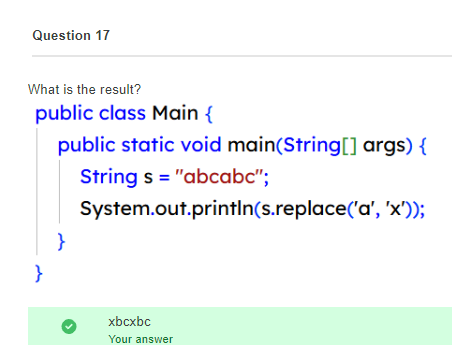 Question 17
What is the result?
public class Main {
public static void main(String[] args) {
String s = "abcabc";
System.out.println(s.replace('a', 'x'));
}
}
xbcxbc
Your answer